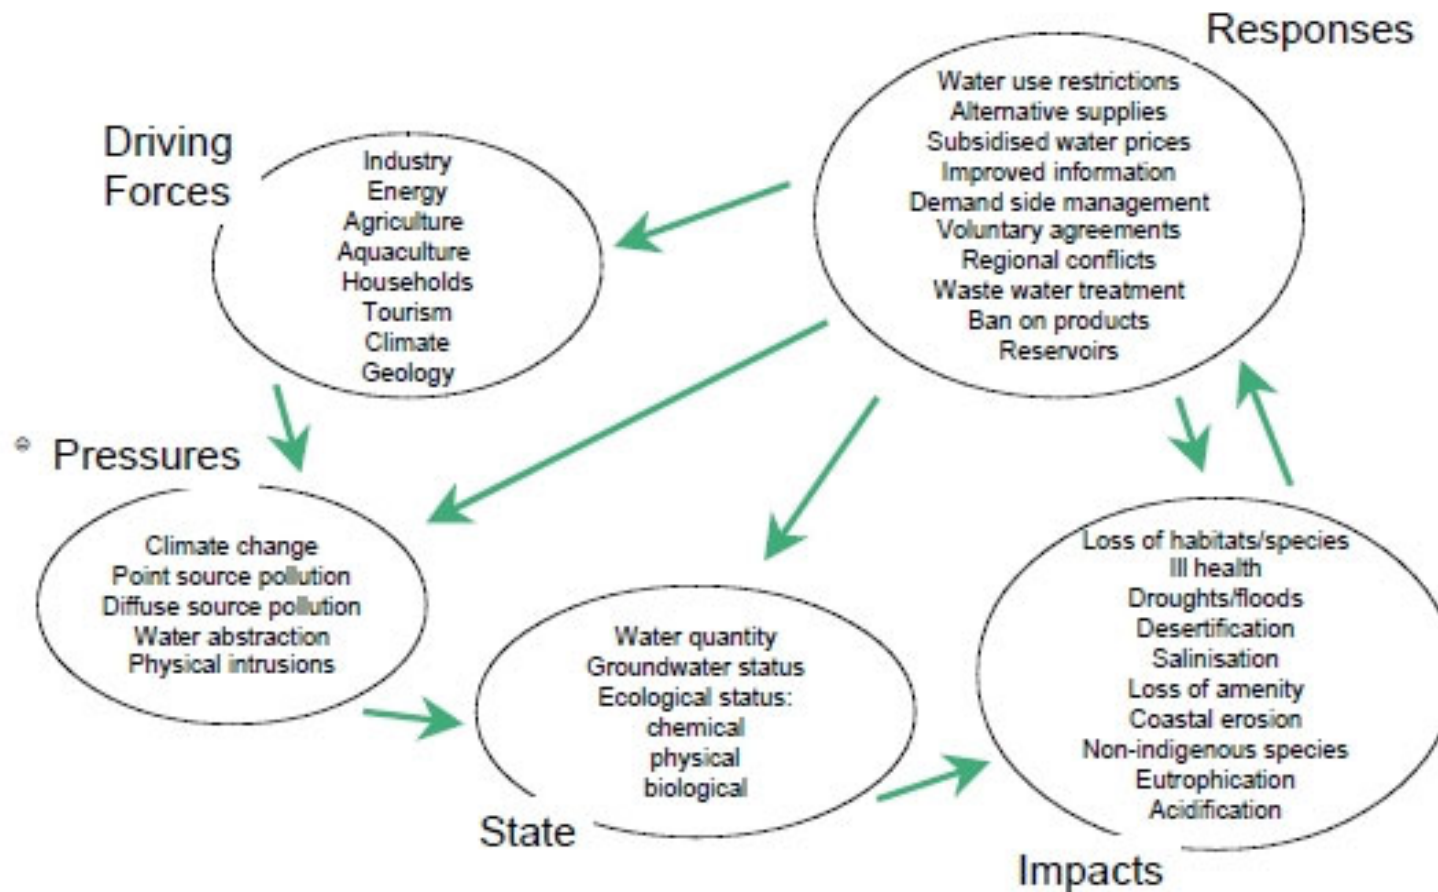 Responses
Water use restrictions
Alternative supplies
Subsidised water prices
Improved information
Demand side management
Voluntary agreements
Regional conflicts
Waste water treatment
Ban on products
Reservoirs
Driving
Forces
Industry
Energy
Agriculture
Aquaculture
Households
Tourism
Climate
Geology
Pressures
Climate change
Point source pollution
Diffuse source pollution
Water abstraction
Physical intrusions
Water quantity
Groundwater status
Ecological status:
chemical
physical
biological
State
Loss of habitats/species
Ill health
Droughts/floods
Desertification
Salinisation
Loss of amenity
Coastal erosion
Non-indigenous species
Eutrophication
Acidification
Impacts